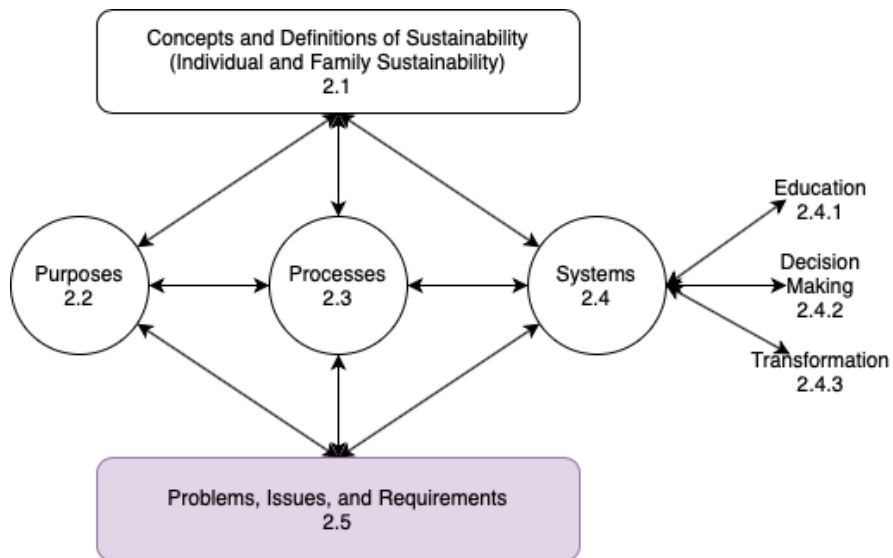 Concepts and Definitions of Sustainability
(Individual and Family Sustainability)
2.1
Purposes
2.2
Processes
2.3
Systems
2.4
Education
2.4.1
Decision
Making
2.4.2
Transformation
2.4.3
Problems, Issues, and Requirements
2.5